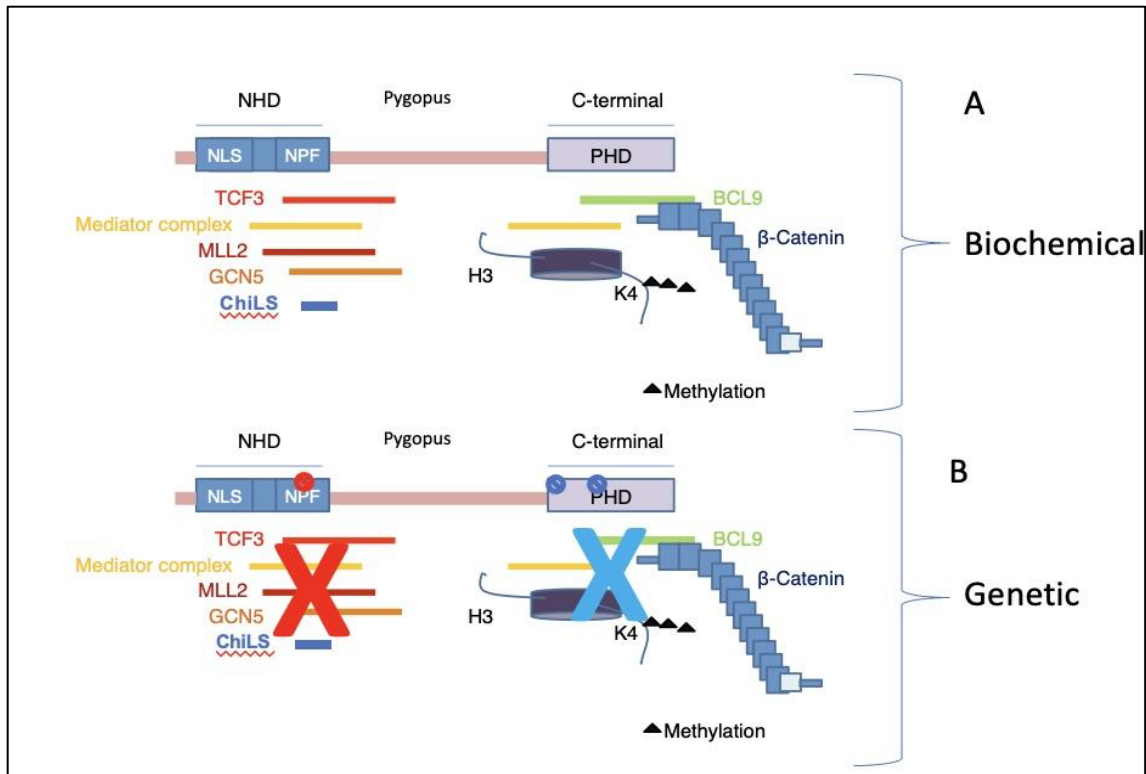 NHD Pygopus C-terminal
A
NLS NPF PHD
TCF3 BCL9
Mediator complex
β-Catenin
MLL2
Biochemical
GCN5 H3
K4
ChiLS
Methylation
NHD Pygopus C-terminal
B
NLS NPF PHD
TCF3 BCL9
Mediator complex
β-Catenin
MLL2
Genetic
GCN5 H3
K4
ChiLS
Methylation